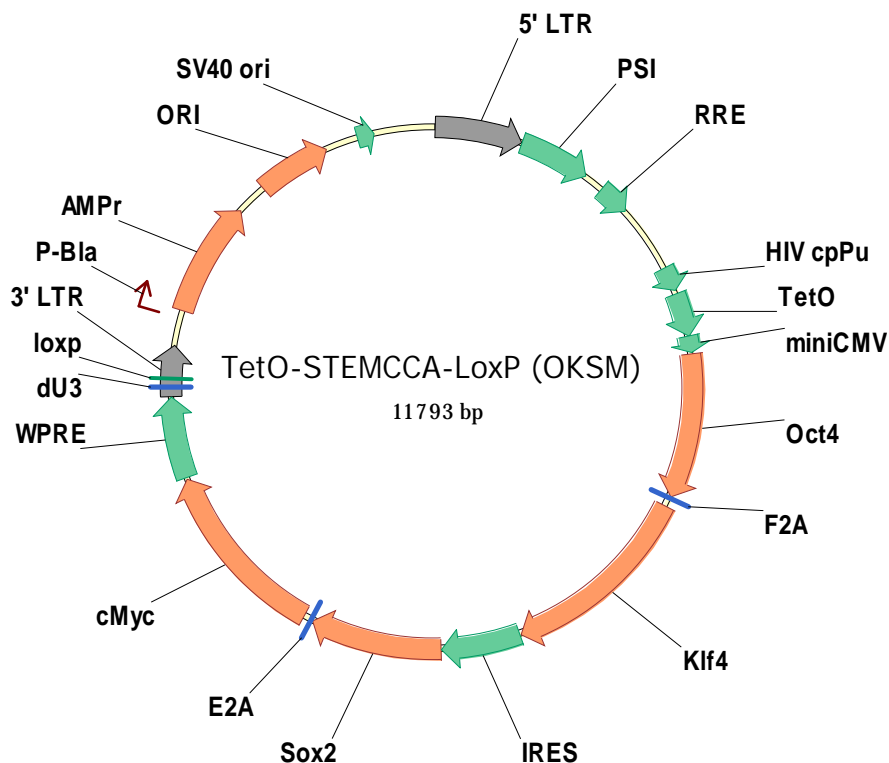 5' LTR
SV40 ori
PSI
ORI
RRE
AMPr
P-Bla
HIV cpPu
3' LTR
TetO
loxp
miniCMV
TetO-STEMCCA-LoxP (OKSM)
dU3
11793 bp
WPRE
Oct4
F2A
cMyc
Klf4
E2A
Sox2
IRES